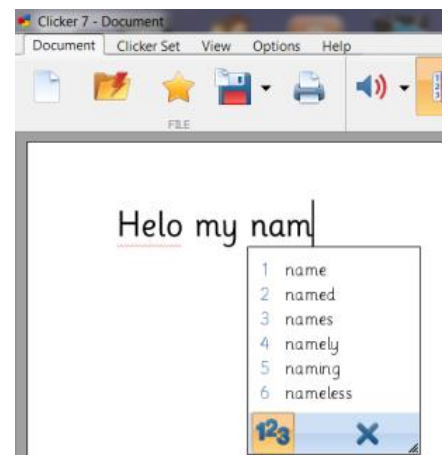 Clicker 7 - Document
Document Clicker Set View Options Help
FILE
Helo my nam
1 name
2 named
3 names
4 namely
5 naming
6 nameless
123